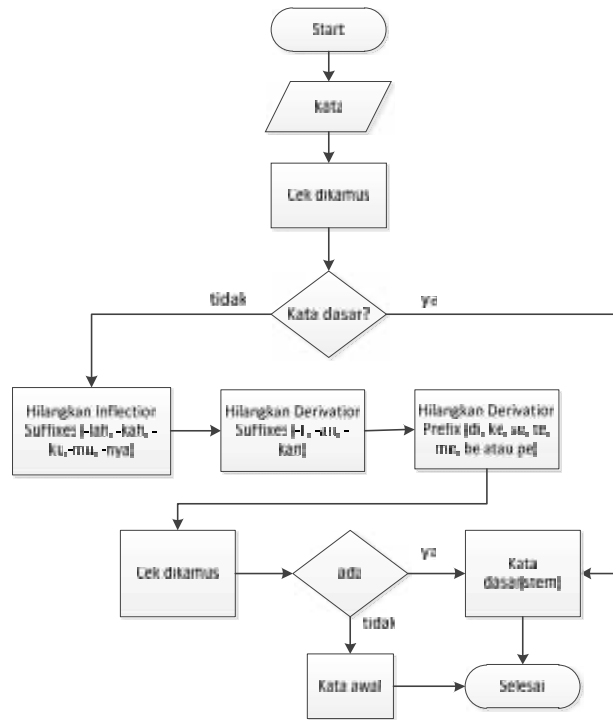 Start
kata
Cek dikamus
Kata dasar?
tidak
ya
Hilangkan Inflection
Suffixes [-lah, -kah, -
ku,-mu, -nya]
Hilangkan Derivation
Suffixes [-i, -an, -
kan]
Hilangkan Derivation
Prefix [di, ke, se, te,
me, be atau pe]
Cek dikamus
ada
ya
tidak
Kata
dasar[stem]
Kata awal
Selesai